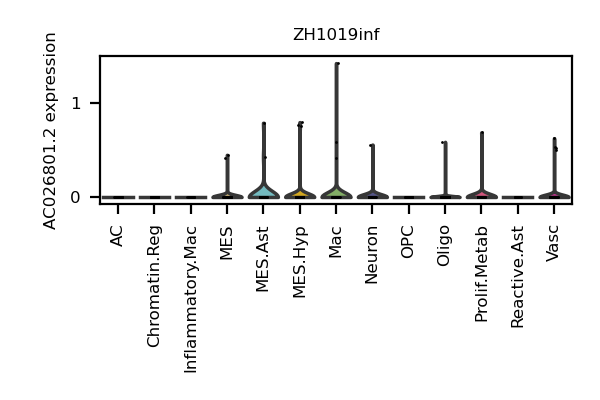 ZH1019inf
AC026801.2 expression
1
0
AC
Chromatin.Reg
Inflammatory.Mac
MES
MES.Ast
MES.Hyp
Mac
Neuron
OPC
Oligo
Prolif.Metab
Reactive.Ast
Vasc